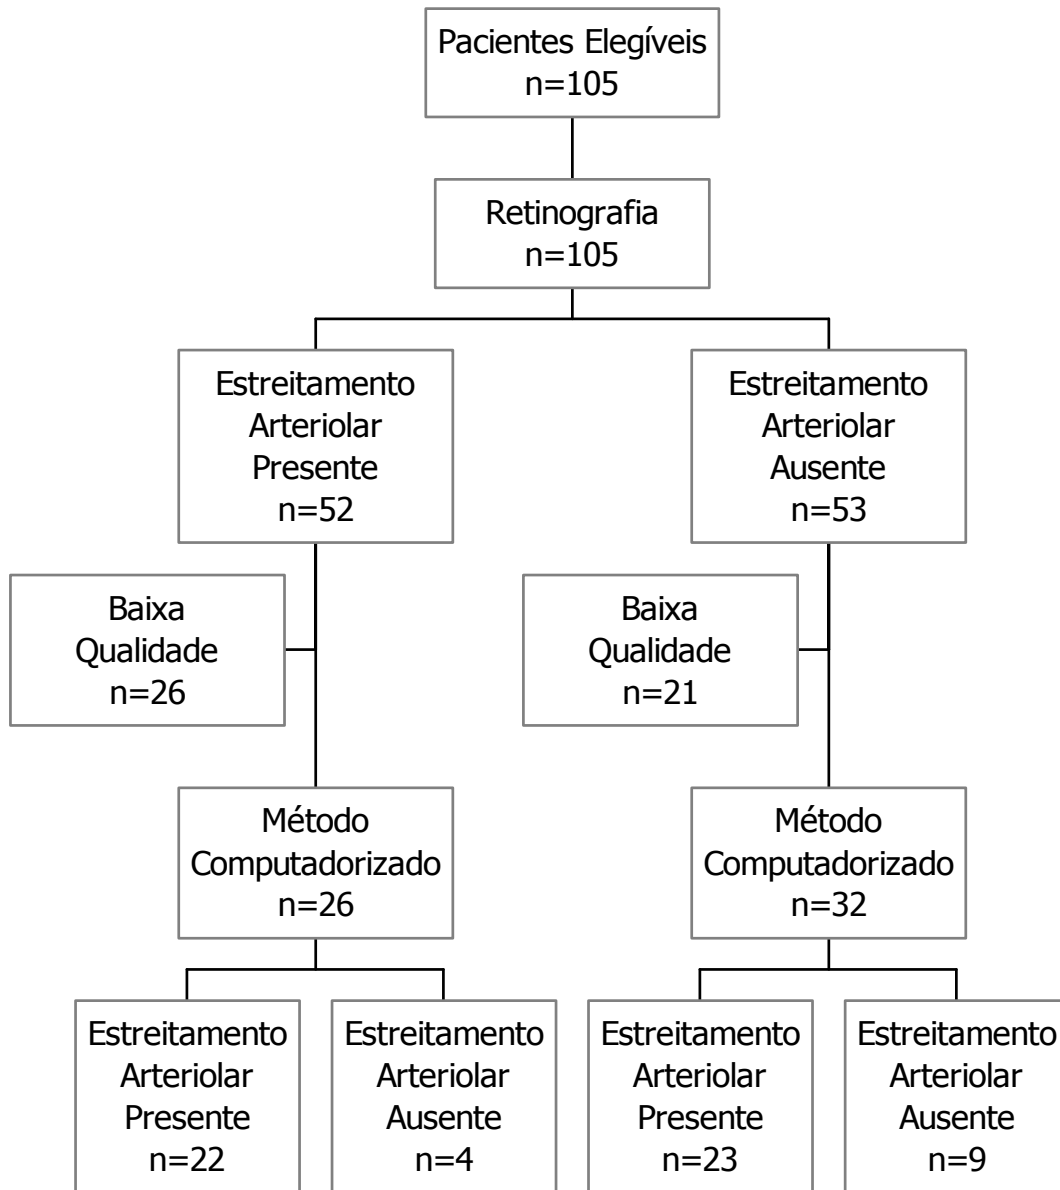 Pacientes Elegíveis
n=105
Retinografia
n=105
Estreitamento
Arteriolar
Presente
n=52
Estreitamento
Arteriolar
Ausente
n=53
Baixa
Qualidade
n=26
Baixa
Qualidade
n=21
Método
Computadorizado
n=26
Método
Computadorizado
n=32
Estreitamento
Arteriolar
Presente
n=22
Estreitamento
Arteriolar
Ausente
n=4
Estreitamento
Arteriolar
Presente
n=23
Estreitamento
Arteriolar
Ausente
n=9